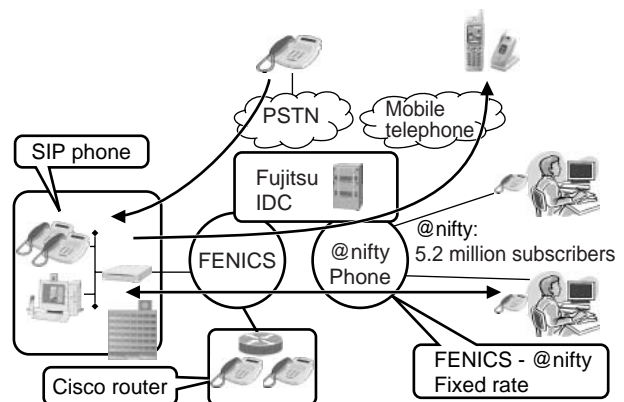 PSTN
Mobile
telephone
SIP phone
Fujitsu
IDC
@nifty:
5.2 million subscribers
FENICS
@nifty
Phone
FENICS - @nifty
Fixed rate
Cisco router